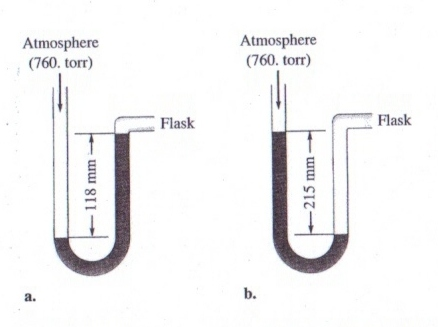 Atmosphere
(760. torr)
Flask
118 mm
a.
Atmosphere
(760. torr)
Flask
215 mm
b.